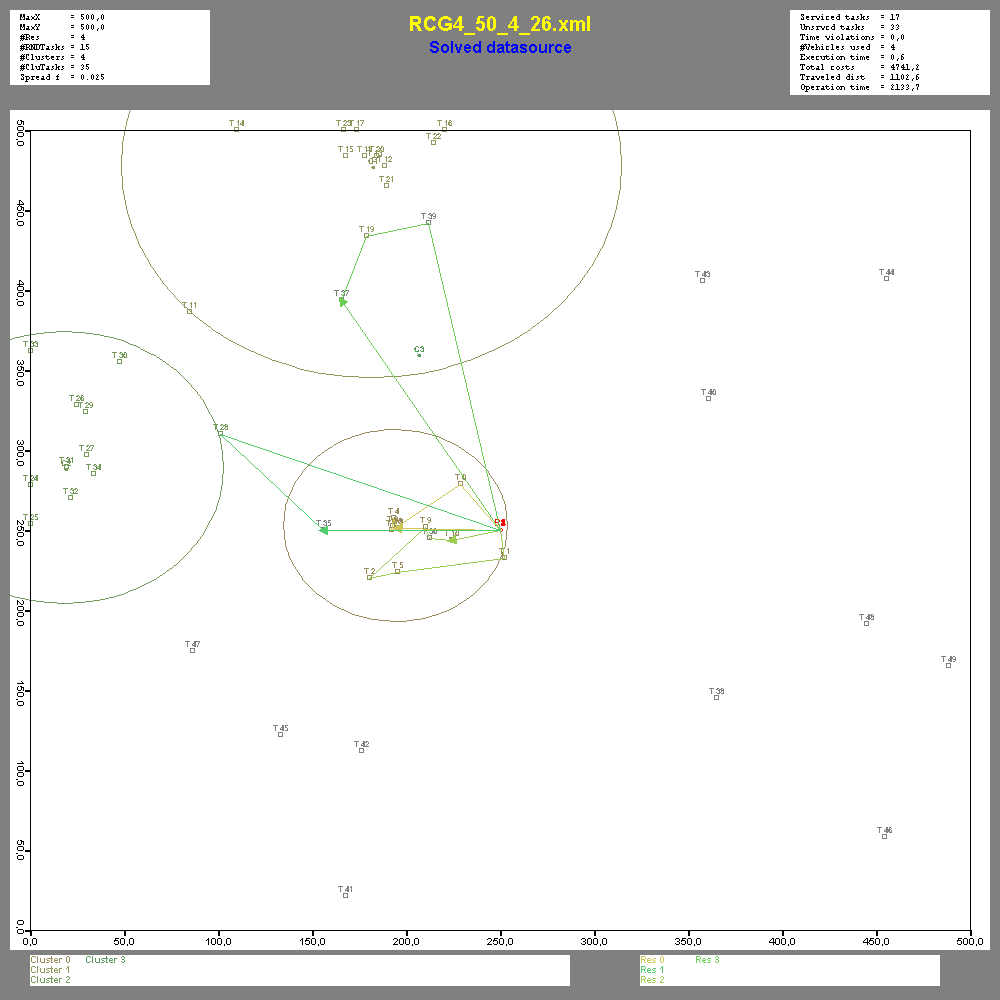 MaxX = 500,0
MaxY = 500,0
#Res = 4
#RNDTasks = 15
#Clusters = 4
#CluTasks = 35
Spread f = 0.025
RCG4_50_4_26.xml
Solved datasource
Serviced tasks = 17
Unsrvcd tasks = 33
Time violations = 0,0
#Vehicles used = 4
Execution time = 0,6
Total costs = 4741,2
Traveled dist = 1102,6
Operation time = 2133,7
500,0
450,0
400,0
350,0
300,0
250,0
200,0
150,0
100,0
50,0
0,0
T 14
T 23
T 17
T 16
T 22
T 15
T 20
T 12
T 21
T 39
T 19
T 43
T 44
T 37
T 11
T 33
T 30
C3
T 40
T 26
T 29
T 28
T 27
T 31
T 34
T 24
T 32
T 0
T 25
T 35
T 4
T 9
T 1
T 2
T 5
T 47
T 48
T 49
T 38
T 45
T 42
T 46
T 41
0,0 50,0 100,0 150,0 200,0 250,0 300,0 350,0 400,0 450,0 500,0
Cluster 0 Cluster 3
Cluster 1
Cluster 2
Res 0 Res 3
Res 1
Res 2